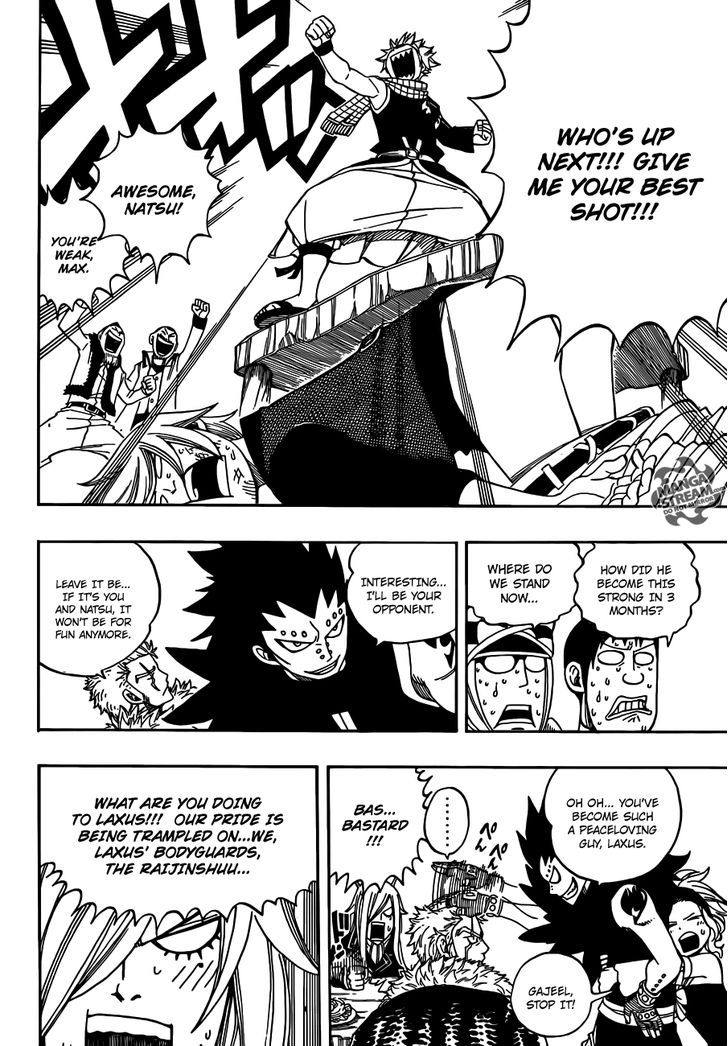 WHO'S UP
NEXT!!! GIVE
ME YOUR BEST
SHOT!!!
AWESOME,
NATSU!
YOU'RE
WEAK,
MAX.
MANGA
STREAM.com
DO NOT MIRROR
HOW DID HE
BECOME THIS
STRONG IN 3
MONTHS?
WHERE DO
WE STAND
NOW...
INTERESTING...
I'LL BE YOUR
OPPONENT.
LEAVE IT BE...
IF IT'S YOU
AND NATSU, IT
WON'T BE FOR
FUN ANYMORE.
OH OH... YOU'VE
BECOME SUCH
A PEACELOVING
GUY, LAXUS.
GAJEEL,
STOP IT!
.......
BAS...
BASTARD
!!!
WHAT ARE YOU DOING
TO LAXUS!!! OUR PRIDE IS
BEING TRAMPLED ON...WE,
LAXUS' BODYGUARDS,
THE RAIJINSHUU...